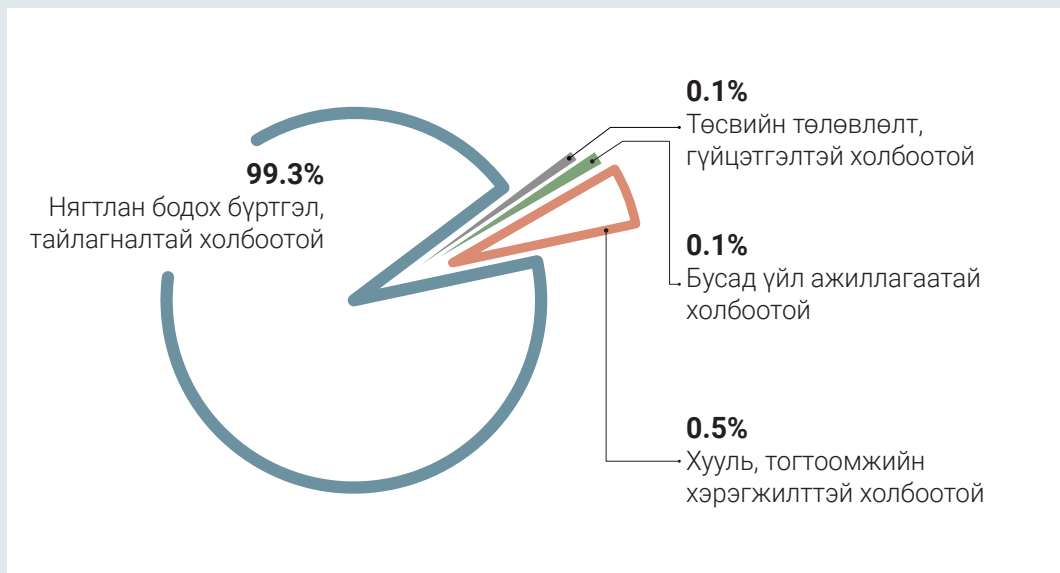 99.3%
Нягтлан бодох бүртгэл,
тайлагналтай холбоотой
0.1%
Төсвийн төлөвлөлт,
гүйцэтгэлтэй холбоотой
0.1%
Бусад үйл ажиллагаатай
холбоотой
0.5%
Хууль, тогтоомжийн
хэрэгжилттэй холбоотой